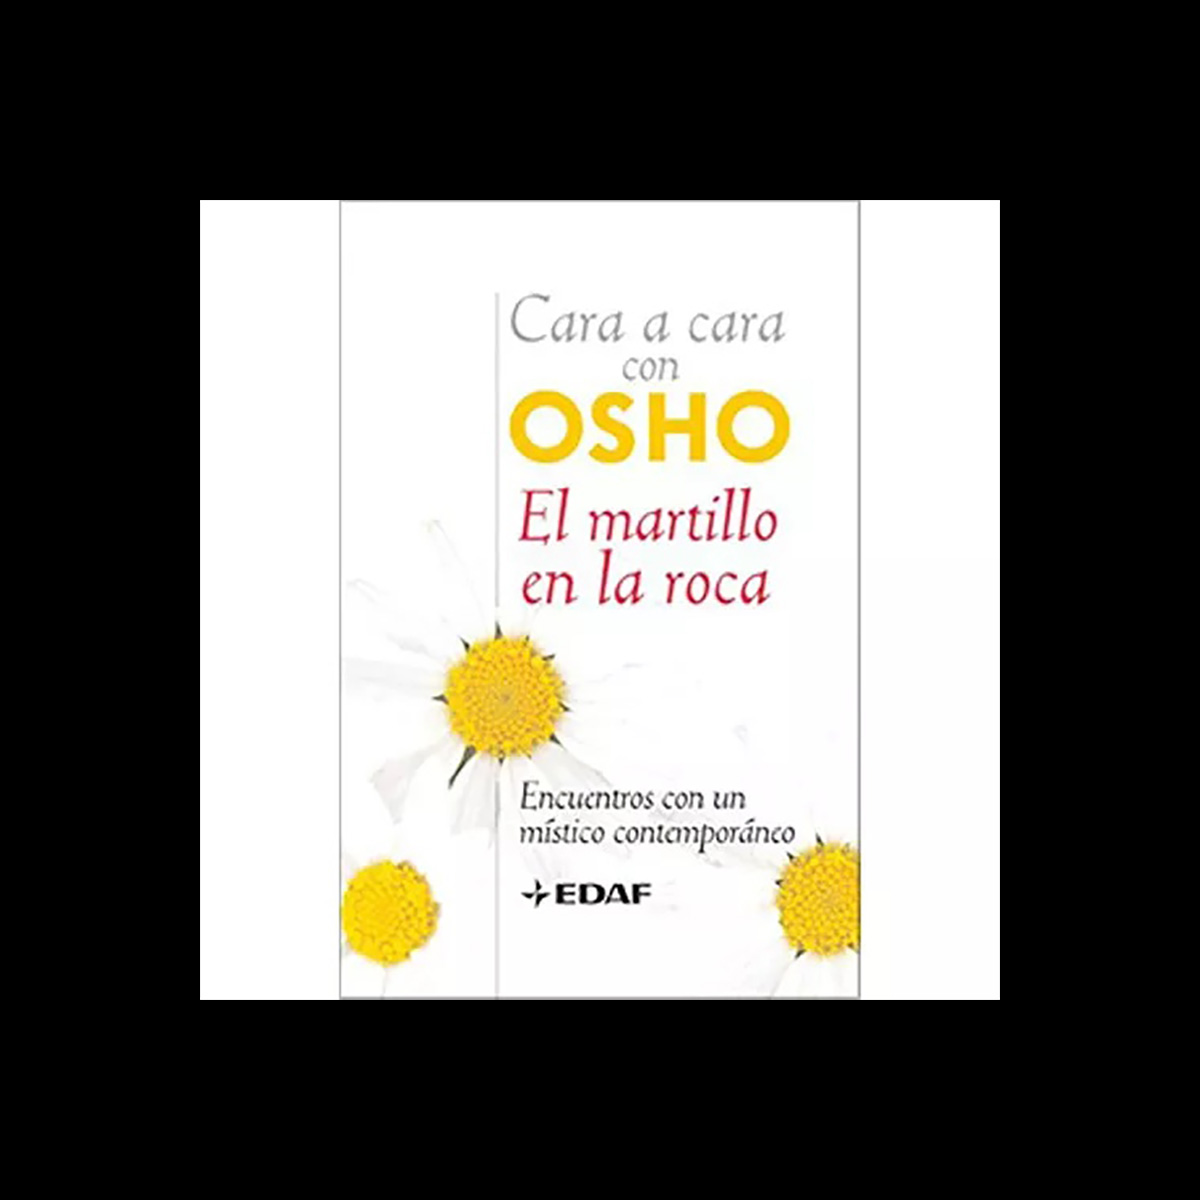 Cara a cara
con
OSHO
El martillo
en la roca
Encuentros con un
místico contemporáneo
EDAF